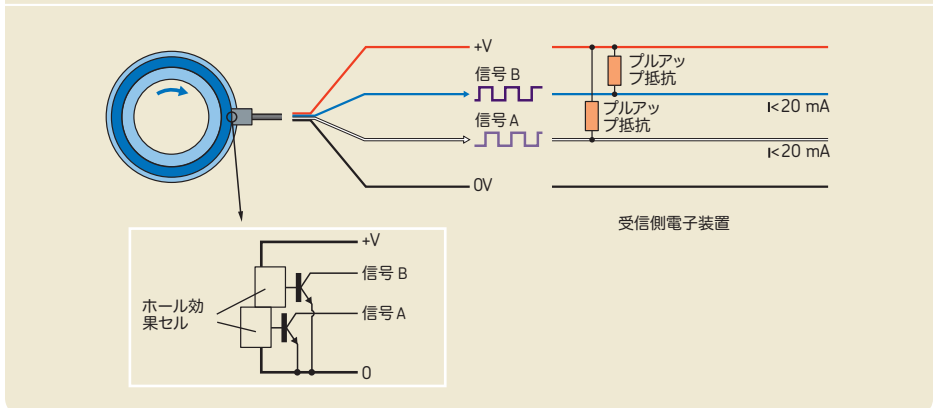 +V
信号 B
プルアッ
プ抵抗
I<20 mA
プルアッ
プ抵抗
信号 A
I<20 mA
0V
受信側電子装置
+V
信号 B
ホール効
果セル
信号 A
0